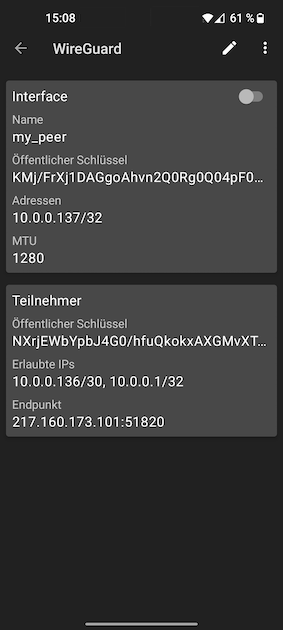 15:08
61 %
WireGuard
Interface
Name
my_peer
Öffentlicher Schlüssel
KMj/FrXj1DAGgoAhvn2Q0Rg0Q04pF0…
Adressen
10.0.0.137/32
MTU
1280
Teilnehmer
Öffentlicher Schlüssel
NXrjEWbYpbJ4G0/hfuQkokxAXGMvXT…
Erlaubte IPs
10.0.0.136/30, 10.0.0.1/32
Endpunkt
217.160.173.101:51820